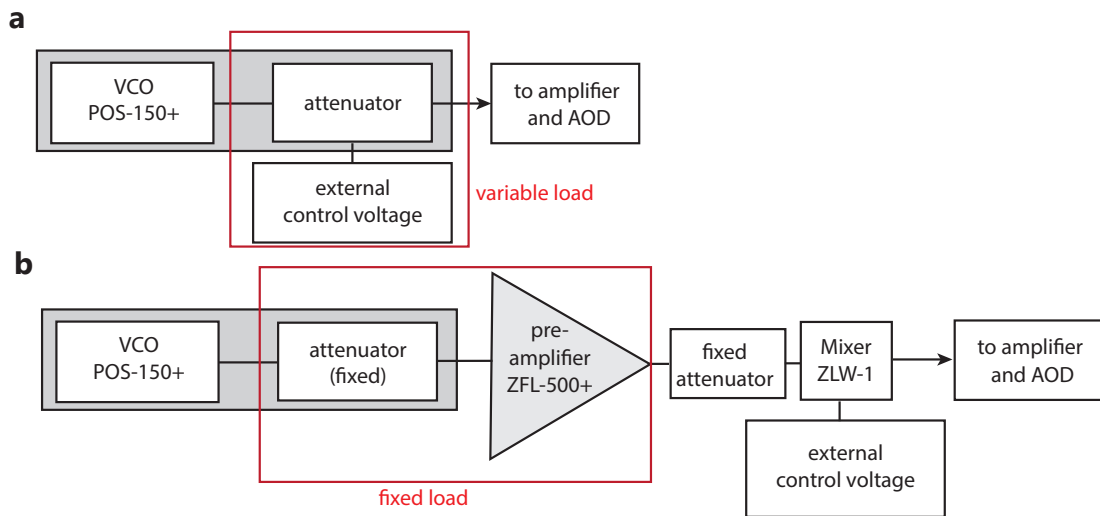 a
VCO
POS-150+
attenuator
to amplifier
and AOD
external
control voltage
variable load
b
VCO
POS-150+
attenuator
(fixed)
pre-
amplifier
ZFL-500+
fixed
attenuator
Mixer
ZLW-1
to amplifier
and AOD
external
control voltage
fixed load